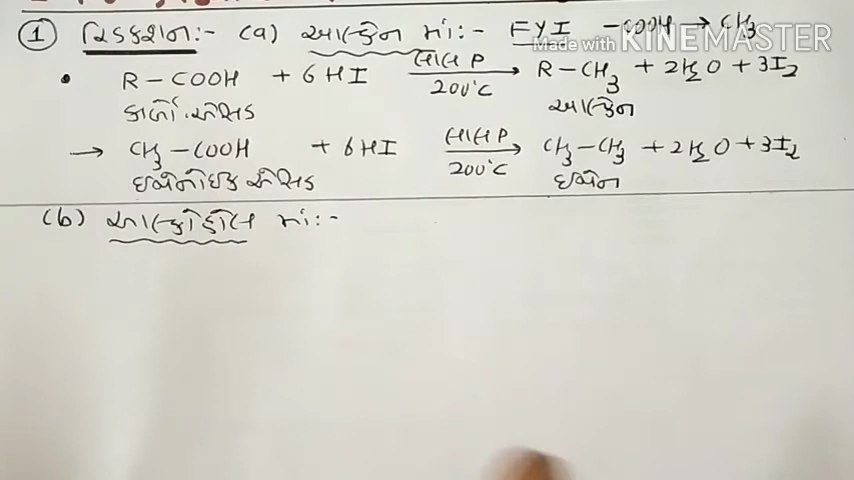 ① રિડક્શન:- (a) આલ્કેન માં:- FYI -COOH → CH₃
Made with KINEMASTER
• R-COOH + 6HI લાલ P 200°C → R-CH₃ + 2H₂O + 3I₂
કાર્બો.એસિડ આલ્કેન
→ CH₃-COOH + 6HI લાલ P 200°C → CH₃-CH₃ + 2H₂O + 3I₂
ઇથેનોઇક એસિડ ઇથેન
(b) આલ્કોહોલ માં:-